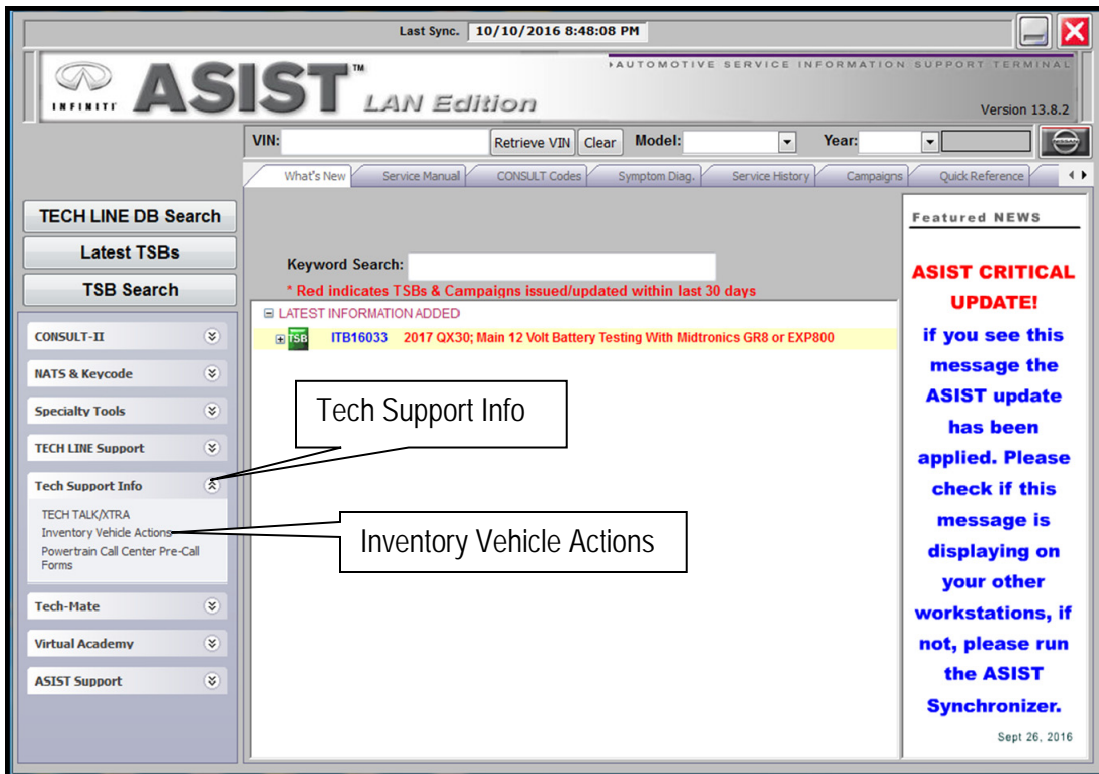 Last Sync. 10/10/2016 8:48:08 PM
INFINITI
ASIST™ LAN Edition
AUTOMOTIVE SERVICE INFORMATION SUPPORT TERMINAL
Version 13.8.2
VIN: Retrieve VIN Clear Model: Year:
NISSAN
What's New Service Manual CONSULT Codes Symptom Diag. Service History Campaigns Quick Reference
TECH LINE DB Search
Latest TSBs
TSB Search
CONSULT-II
NATS & Keycode
Specialty Tools
TECH LINE Support
Tech Support Info
TECH TALK/XTRA
Inventory Vehicle Actions
Powertrain Call Center Pre-Call
Forms
Tech-Mate
Virtual Academy
ASIST Support
Keyword Search:
* Red indicates TSBs & Campaigns issued/updated within last 30 days
LATEST INFORMATION ADDED
TSB ITB16033 2017 QX30; Main 12 Volt Battery Testing With Midtronics GR8 or EXP800
Tech Support Info
Inventory Vehicle Actions
Featured NEWS
ASIST CRITICAL
UPDATE!
if you see this
message the
ASIST update
has been
applied. Please
check if this
message is
displaying on
your other
workstations, if
not, please run
the ASIST
Synchronizer.
Sept 26, 2016